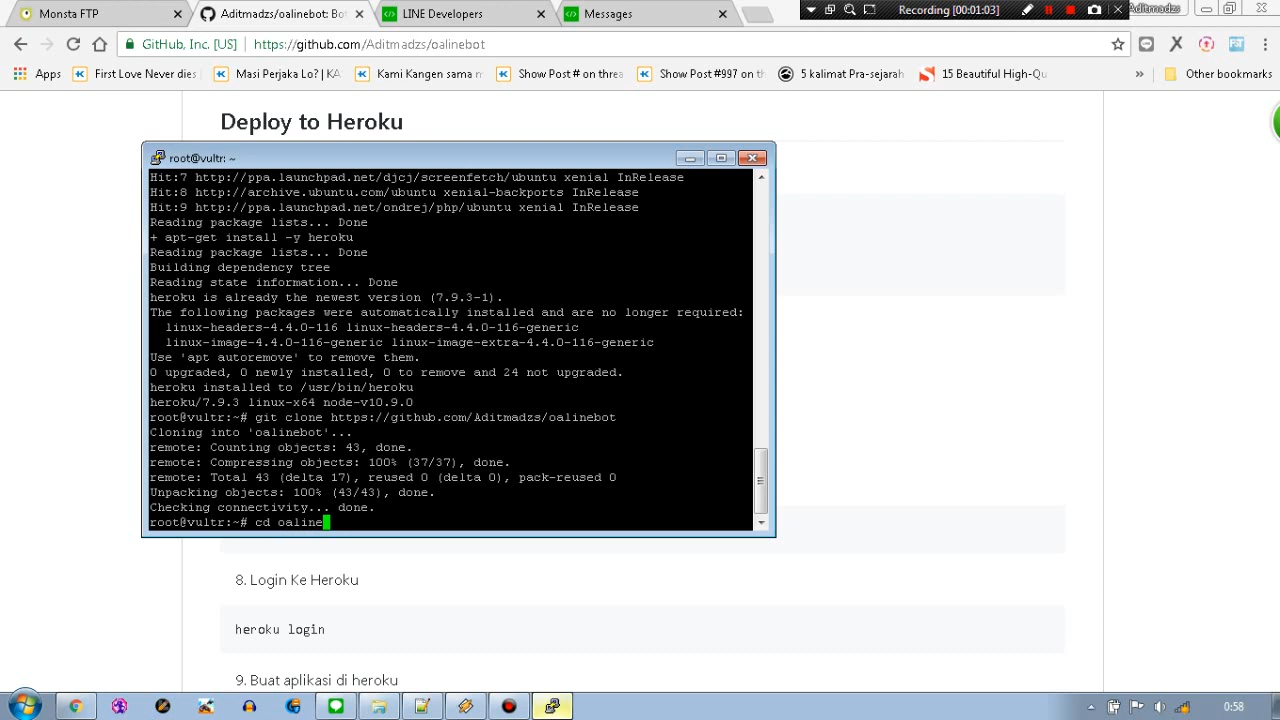 Monsta FTP
Aditmadzs/oalinebot: Bot
LINE Developers
Messages
Recording [00:01:03]
Aditmadzs
GitHub, Inc. [US]
https://github.com/Aditmadzs/oalinebot
Apps
First Love Never dies
Masi Perjaka Lo? | KA
Kami Kangen sama m
Show Post # on threa
Show Post #997 on th
5 kalimat Pra-sejarah
15 Beautiful High-Qu
»
Other bookmarks
Deploy to Heroku
root@vultr: ~
Hit:7 http://ppa.launchpad.net/djcj/screenfetch/ubuntu xenial InRelease
Hit:8 http://archive.ubuntu.com/ubuntu xenial-backports InRelease
Hit:9 http://ppa.launchpad.net/ondrej/php/ubuntu xenial InRelease
Reading package lists... Done
+ apt-get install -y heroku
Reading package lists... Done
Building dependency tree
Reading state information... Done
heroku is already the newest version (7.9.3-1).
The following packages were automatically installed and are no longer required:
linux-headers-4.4.0-116 linux-headers-4.4.0-116-generic
linux-image-4.4.0-116-generic linux-image-extra-4.4.0-116-generic
Use 'apt autoremove' to remove them.
0 upgraded, 0 newly installed, 0 to remove and 24 not upgraded.
heroku installed to /usr/bin/heroku
heroku/7.9.3 linux-x64 node-v10.9.0
root@vultr:~# git clone https://github.com/Aditmadzs/oalinebot
Cloning into 'oalinebot'...
remote: Counting objects: 43, done.
remote: Compressing objects: 100% (37/37), done.
remote: Total 43 (delta 17), reused 0 (delta 0), pack-reused 0
Unpacking objects: 100% (43/43), done.
Checking connectivity... done.
root@vultr:~# cd oaline
8. Login Ke Heroku
heroku login
9. Buat aplikasi di heroku
0:58